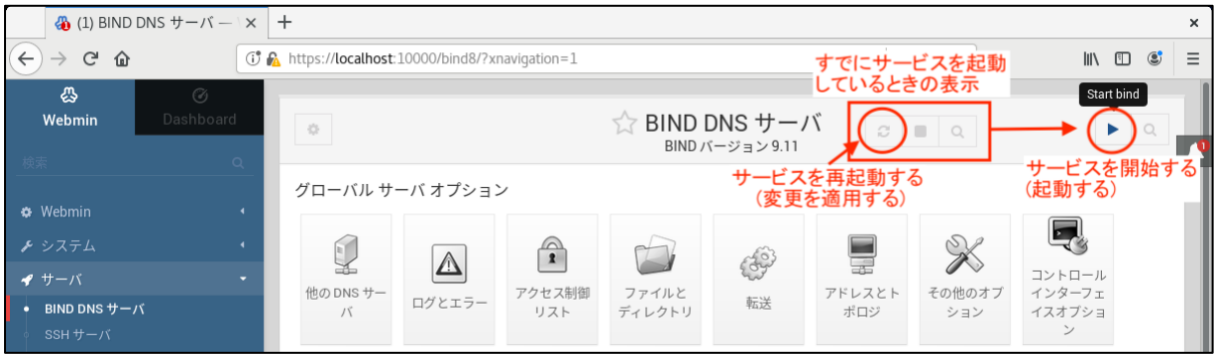 (1) BIND DNS サーバ —
https://localhost:10000/bind8/?xnavigation=1
すでにサービスを起動
しているときの表示
Start bind
Webmin
Dashboard
BIND DNS サーバ
BIND バージョン 9.11
検索
サービスを再起動する
(変更を適用する)
サービスを開始する
(起動する)
1
グローバル サーバ オプション
Webmin
システム
サーバ
BIND DNS サーバ
SSH サーバ
他の DNS サー
バ
ログとエラー
アクセス制御
リスト
ファイルと
ディレクトリ
転送
アドレスとト
ポロジ
その他のオプ
ション
コントロール
インターフェ
イスオプショ
ン